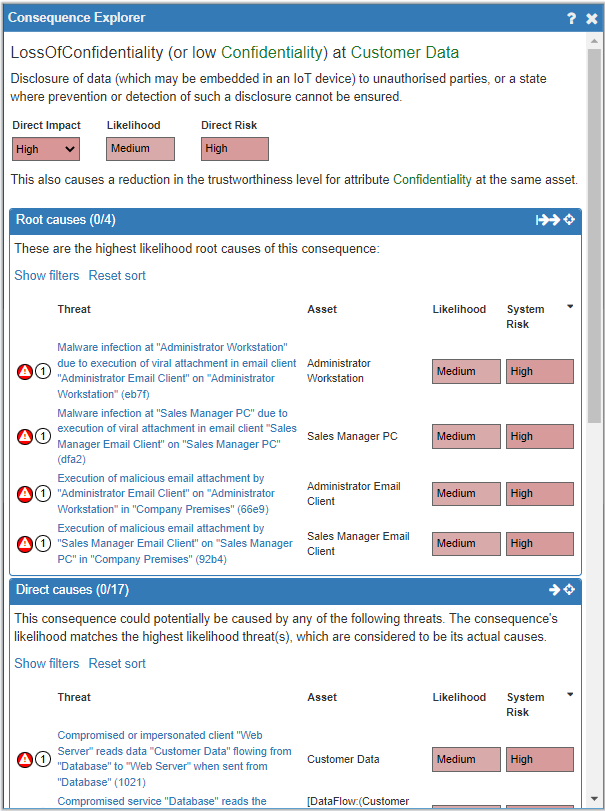 Consequence Explorer
?
LossOfConfidentiality (or low Confidentiality) at Customer Data
Disclosure of data (which may be embedded in an IoT device) to unauthorised parties, or a state
where prevention or detection of such a disclosure cannot be ensured.
Direct Impact Likelihood Direct Risk
High Medium High
This also causes a reduction in the trustworthiness level for attribute Confidentiality at the same asset.
Root causes (0/4)
These are the highest likelihood root causes of this consequence:
Show filters Reset sort
Threat Asset Likelihood System
Risk
Malware infection at "Administrator Workstation"
due to execution of viral attachment in email client
"Administrator Email Client" on "Administrator
Workstation" (eb7f)
1
Administrator
Workstation
Medium High
Malware infection at "Sales Manager PC" due to
execution of viral attachment in email client "Sales
Manager Email Client" on "Sales Manager PC"
(dfa2)
1
Sales Manager PC
Medium High
Execution of malicious email attachment by
"Administrator Email Client" on "Administrator
Workstation" in "Company Premises" (66e9)
1
Administrator Email
Client
Medium High
Execution of malicious email attachment by
"Sales Manager Email Client" on "Sales Manager
PC" in "Company Premises" (92b4)
1
Sales Manager Email
Client
Medium High
Direct causes (0/17)
This consequence could potentially be caused by any of the following threats. The consequence's
likelihood matches the highest likelihood threat(s), which are considered to be its actual causes.
Show filters Reset sort
Threat Asset Likelihood System
Risk
Compromised or impersonated client "Web
Server" reads data "Customer Data" flowing from
"Database" to "Web Server" when sent from
"Database" (1021)
1
Customer Data
Medium High
Compromised service "Database" reads the
[DataFlow:(Customer